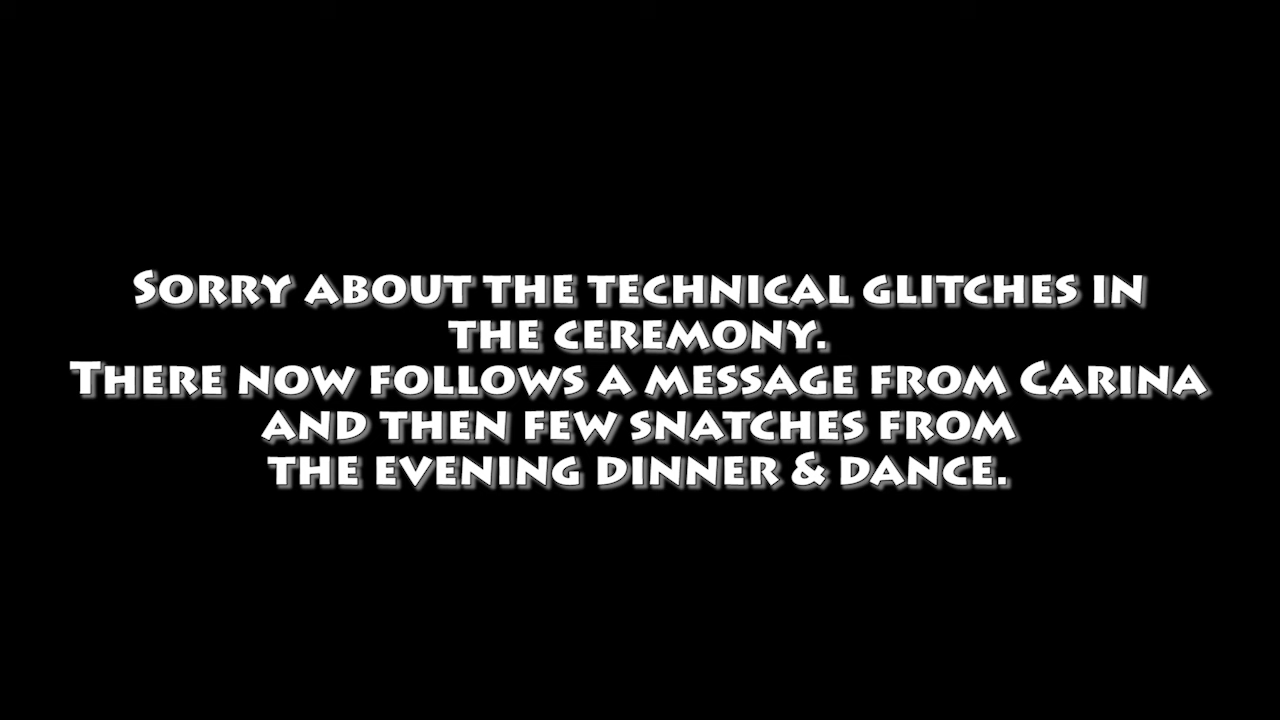 Sorry about the technical glitches in
the ceremony.
There now follows a message from Carina
and then few snatches from
the evening dinner & dance.